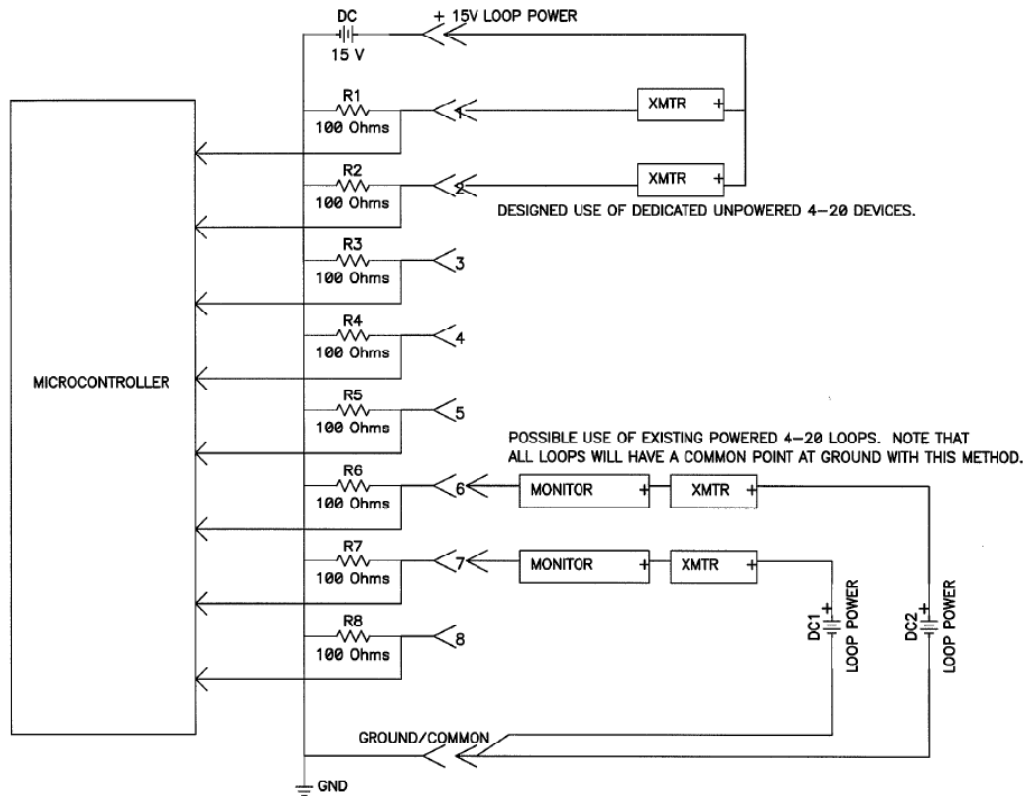 DC
+ 15V LOOP POWER
15 V
R1
100 Ohms
1
XMTR +
R2
100 Ohms
2
XMTR +
DESIGNED USE OF DEDICATED UNPOWERED 4-20 DEVICES.
R3
100 Ohms
3
R4
100 Ohms
4
MICROCONTROLLER
R5
100 Ohms
5
POSSIBLE USE OF EXISTING POWERED 4-20 LOOPS. NOTE THAT
ALL LOOPS WILL HAVE A COMMON POINT AT GROUND WITH THIS METHOD.
R6
100 Ohms
6
MONITOR +
XMTR +
R7
100 Ohms
7
MONITOR +
XMTR +
+
DC1
LOOP POWER
+
DC2
LOOP POWER
R8
100 Ohms
8
GROUND/COMMON
GND